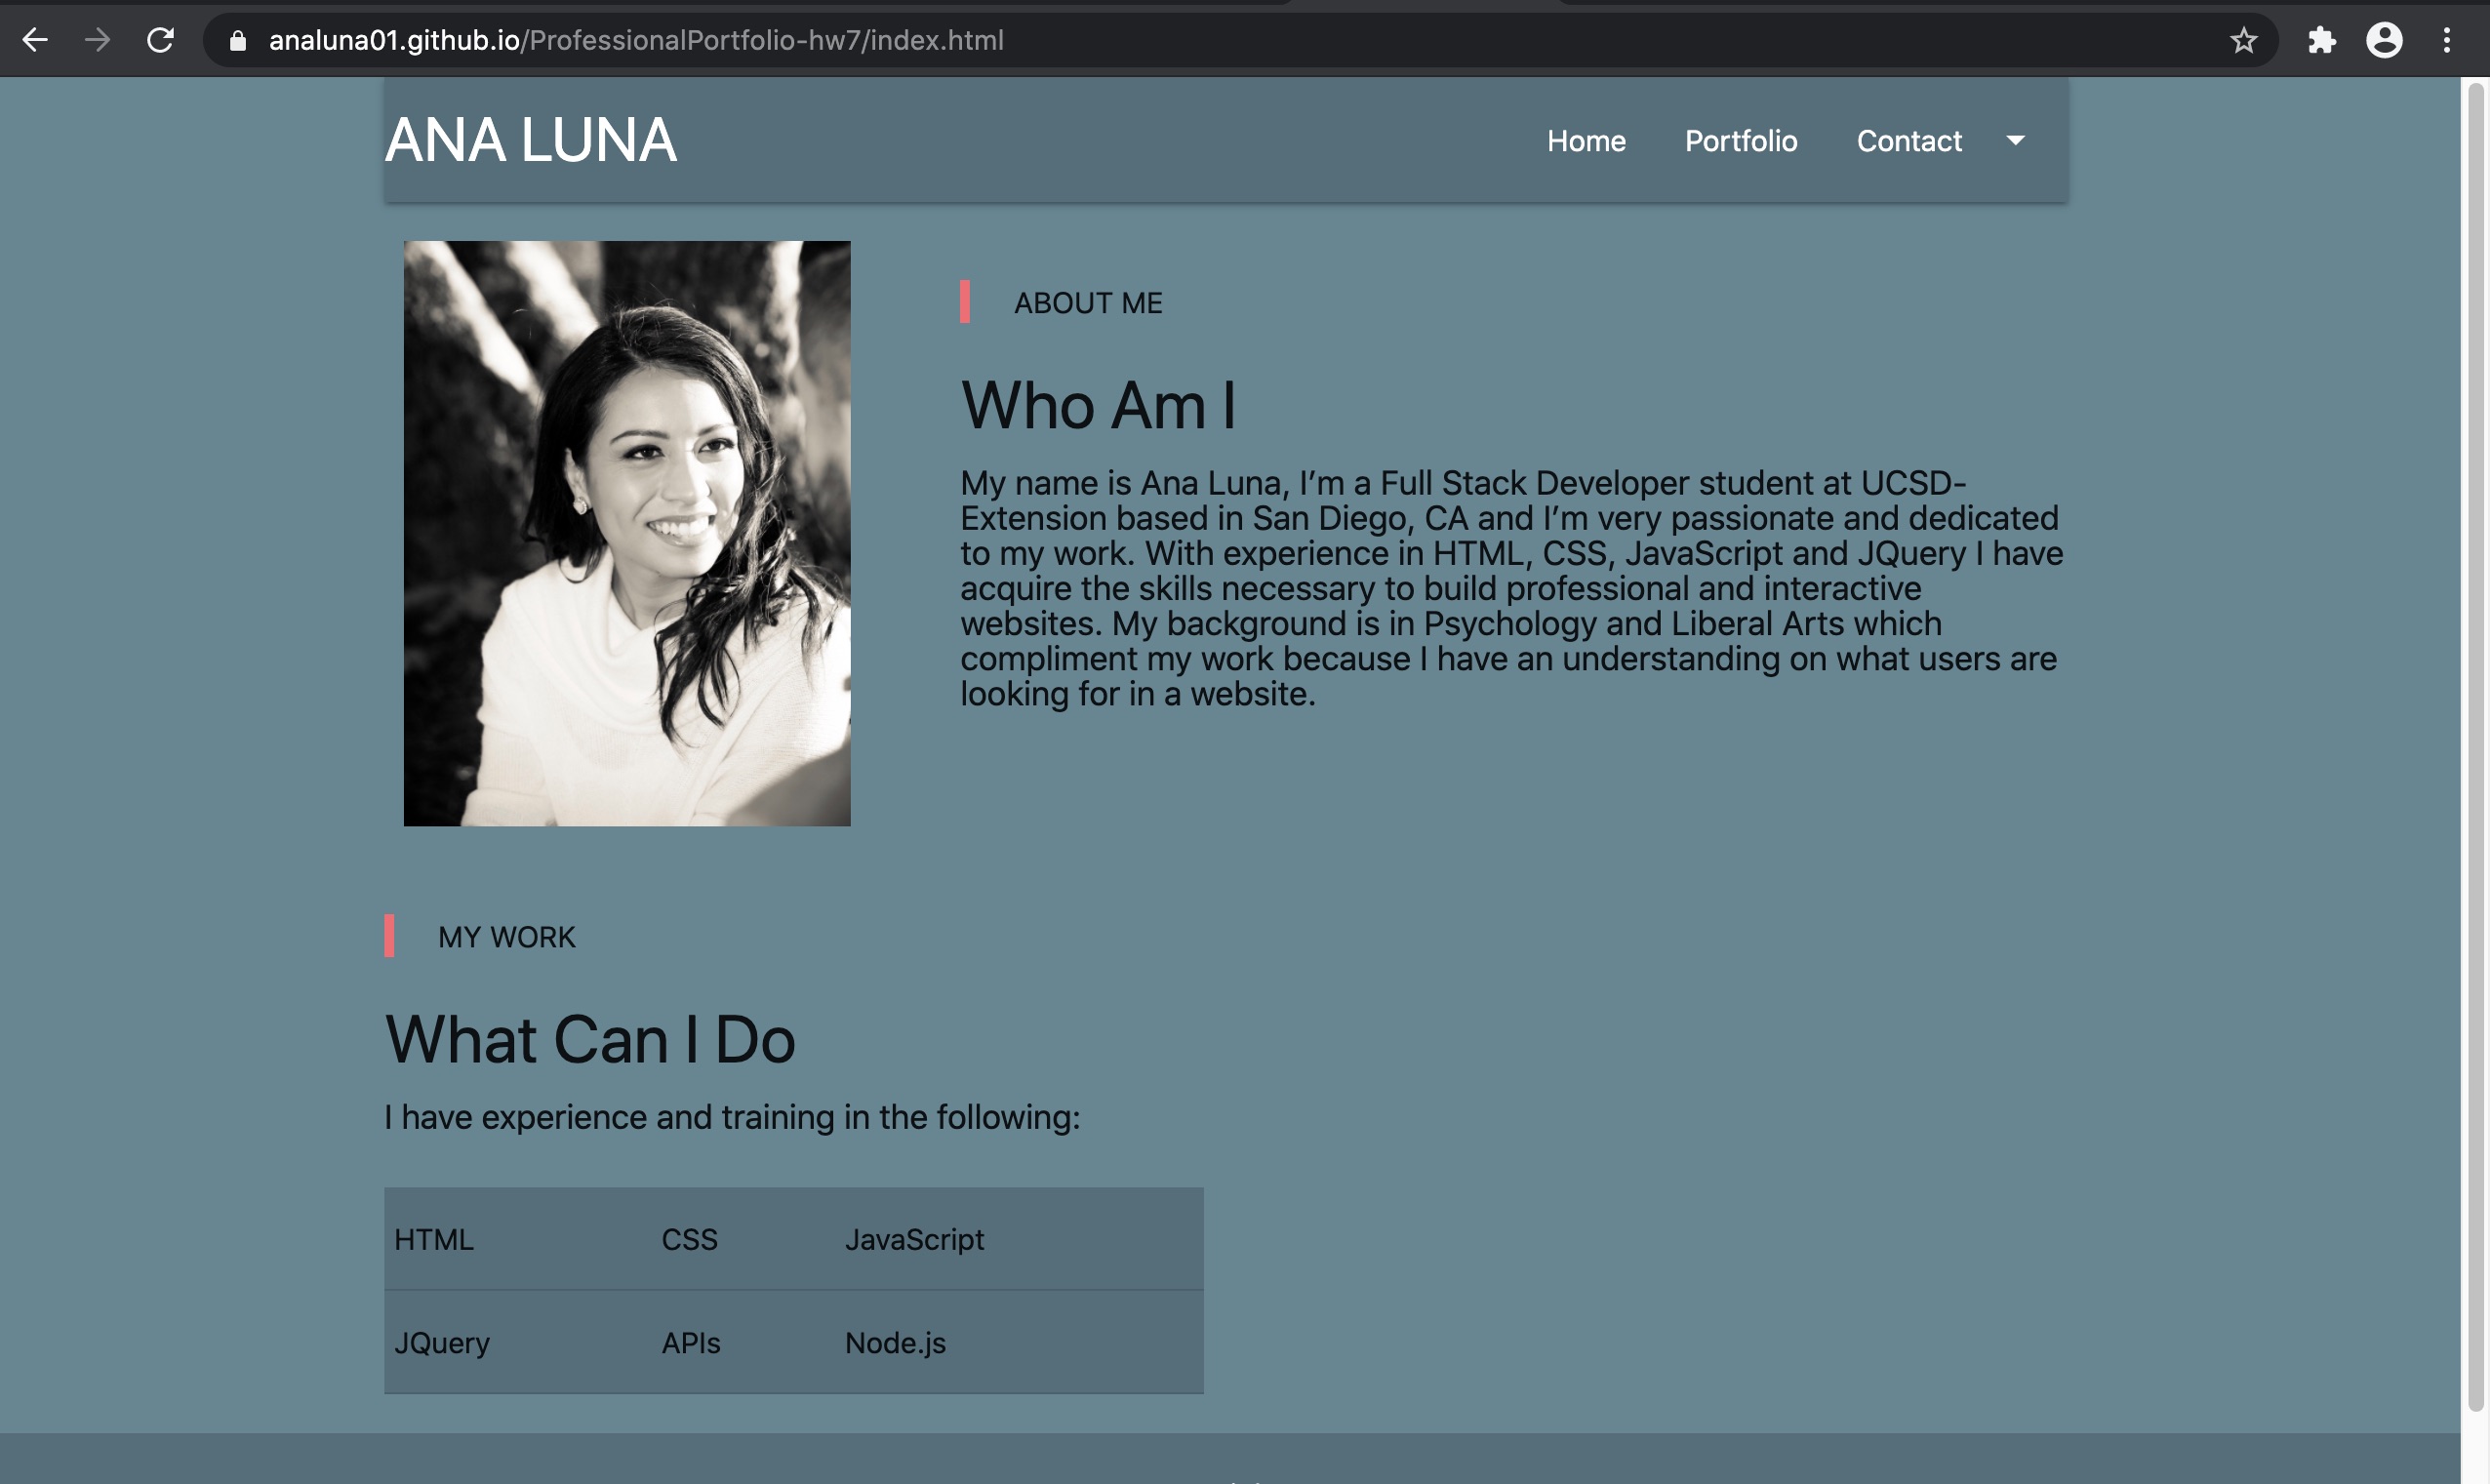 analuna01.github.io/ProfessionalPortfolio-hw7/index.html
ANA LUNA
Home Portfolio Contact
ABOUT ME
Who Am I
My name is Ana Luna, I’m a Full Stack Developer student at UCSD-
Extension based in San Diego, CA and I’m very passionate and dedicated
to my work. With experience in HTML, CSS, JavaScript and JQuery I have
acquire the skills necessary to build professional and interactive
websites. My background is in Psychology and Liberal Arts which
compliment my work because I have an understanding on what users are
looking for in a website.
MY WORK
What Can I Do
I have experience and training in the following:
HTML CSS JavaScript
JQuery APIs Node.js